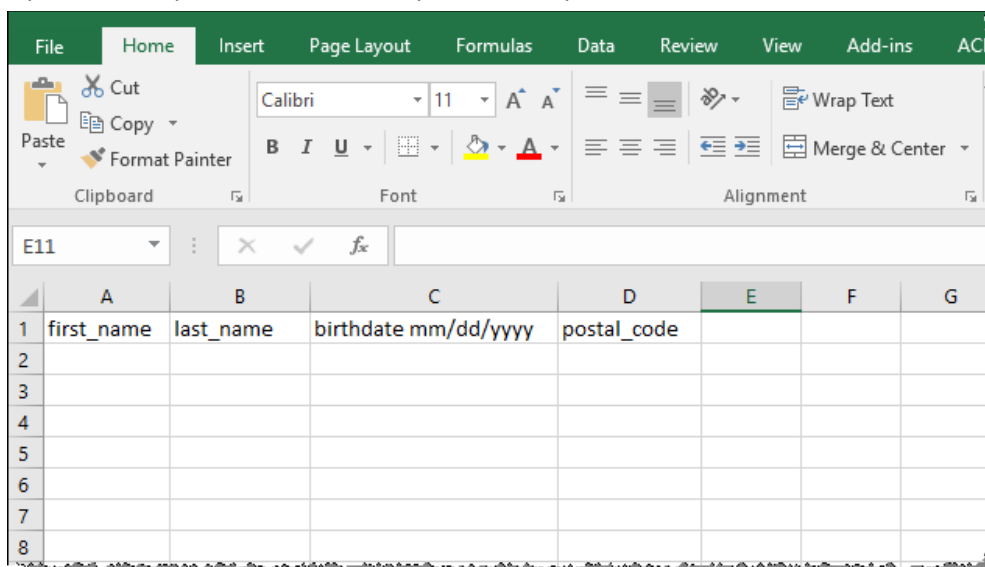 File Home Insert Page Layout Formulas Data Review View Add-ins
Cut
Calibri 11 A A Wrap Text
Copy
Paste
Format Painter B I U A Merge & Center
Clipboard Font Alignment
E11 fx
A B C D E F G
1 first_name last_name birthdate mm/dd/yyyy postal_code
2
3
4
5
6
7
8